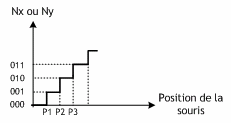 Nx ou Ny
011
010
001
000
P1 P2 P3
Position de la
souris